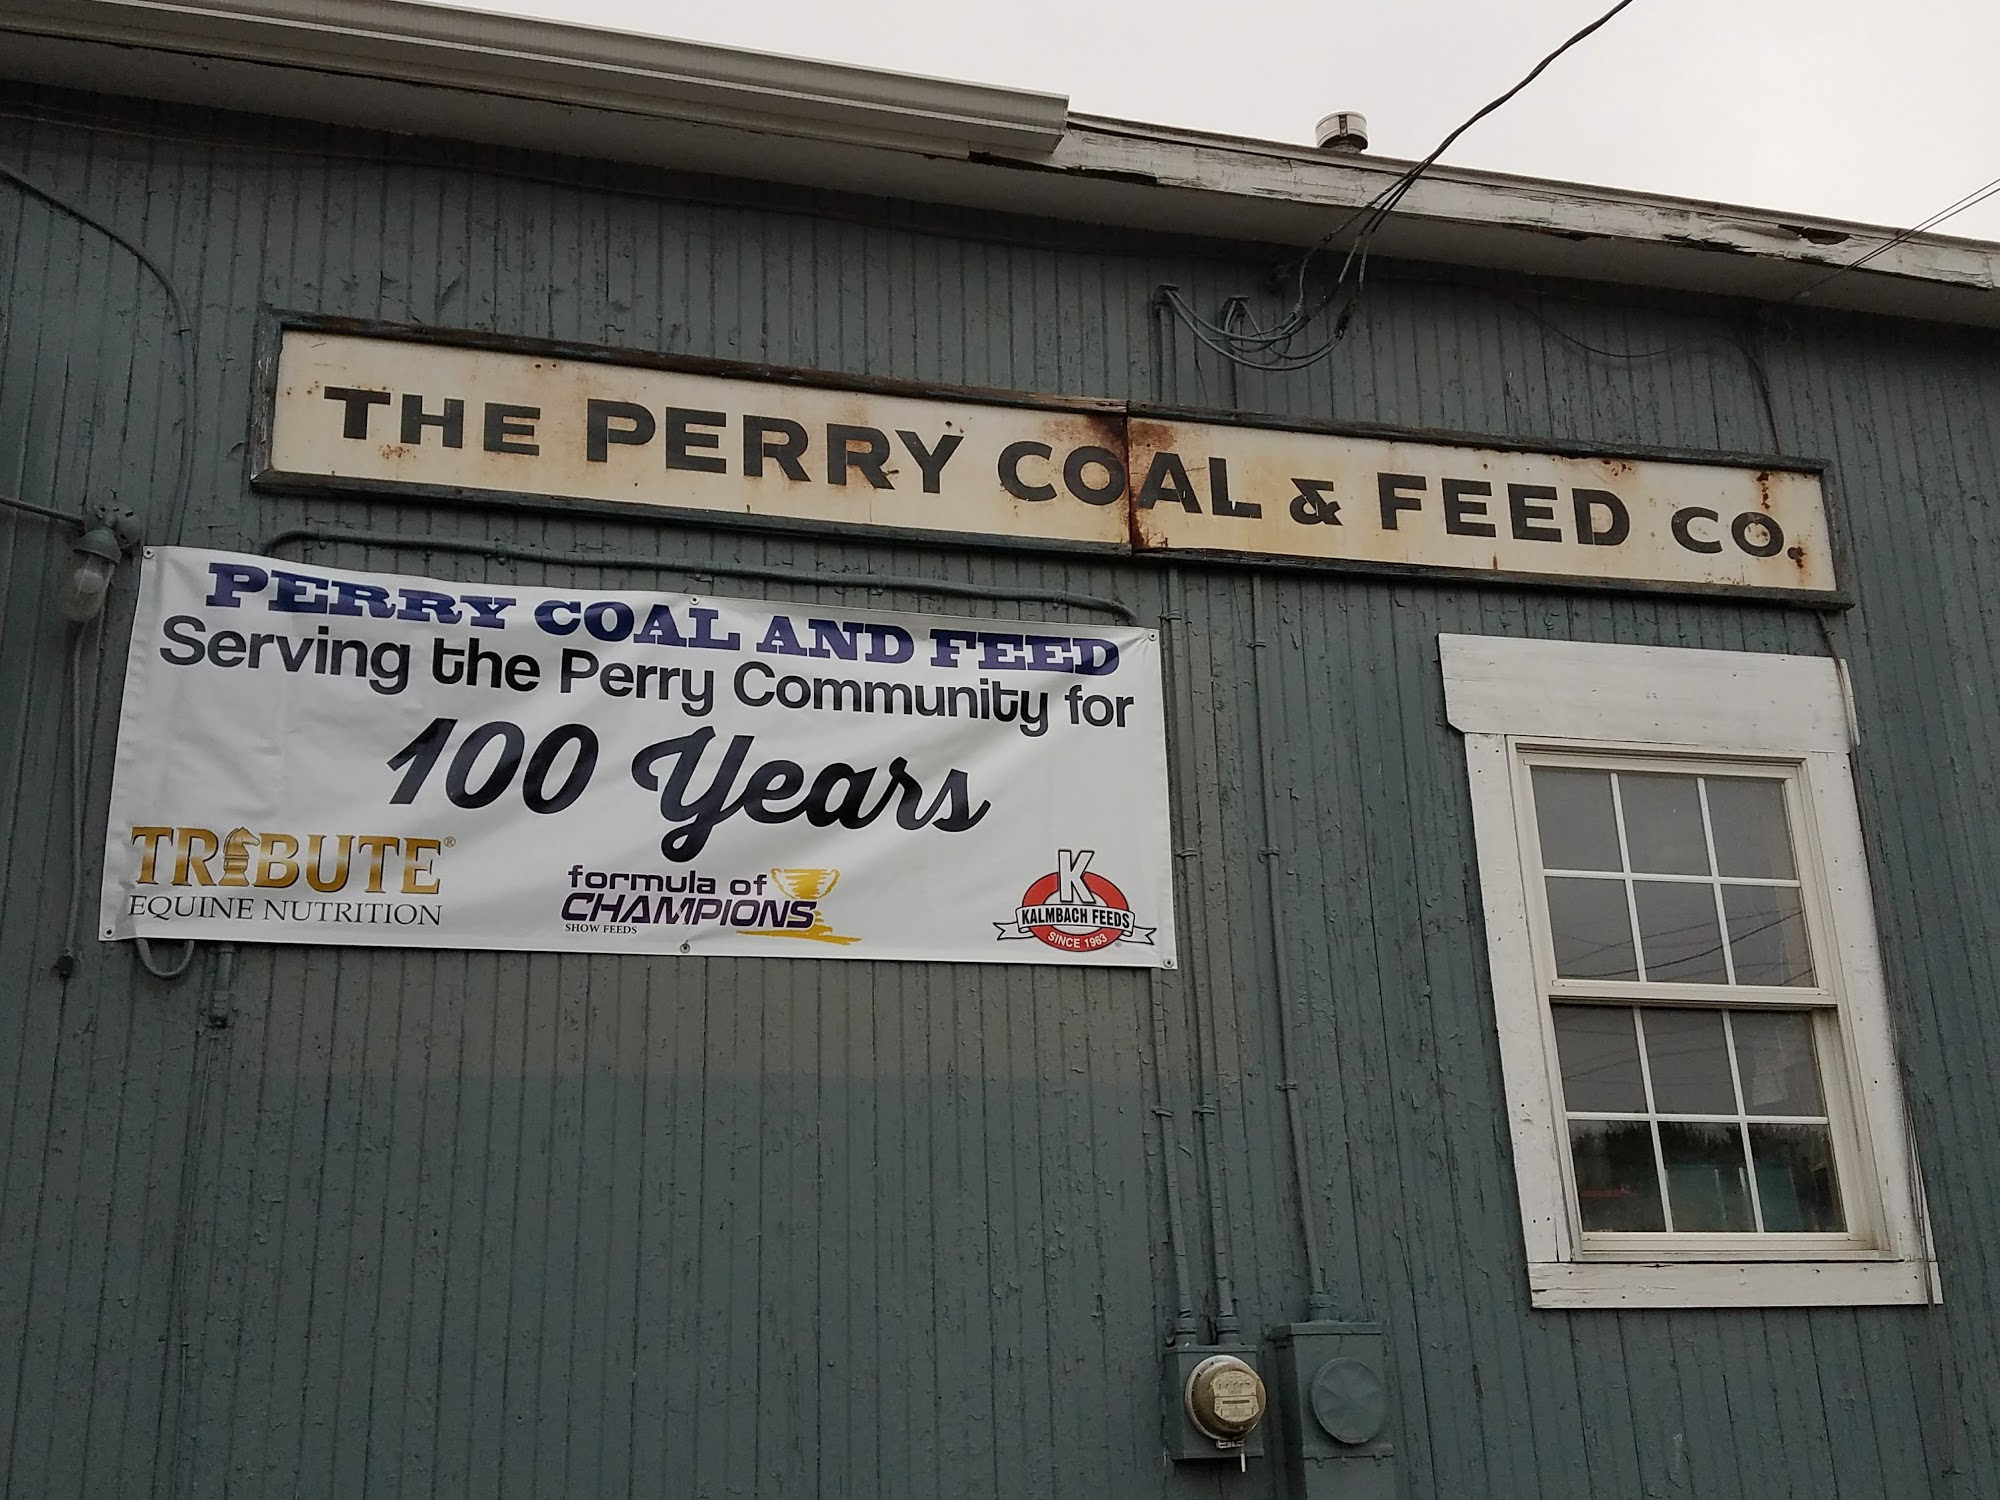 THE PERRY COAL & FEED CO.
PERRY COAL AND FEED
Serving the Perry Community for
100 Years
TRIBUTE®
EQUINE NUTRITION
formula of
CHAMPIONS
SHOW FEEDS
K
KALMBACH FEEDS
SINCE 1963
®